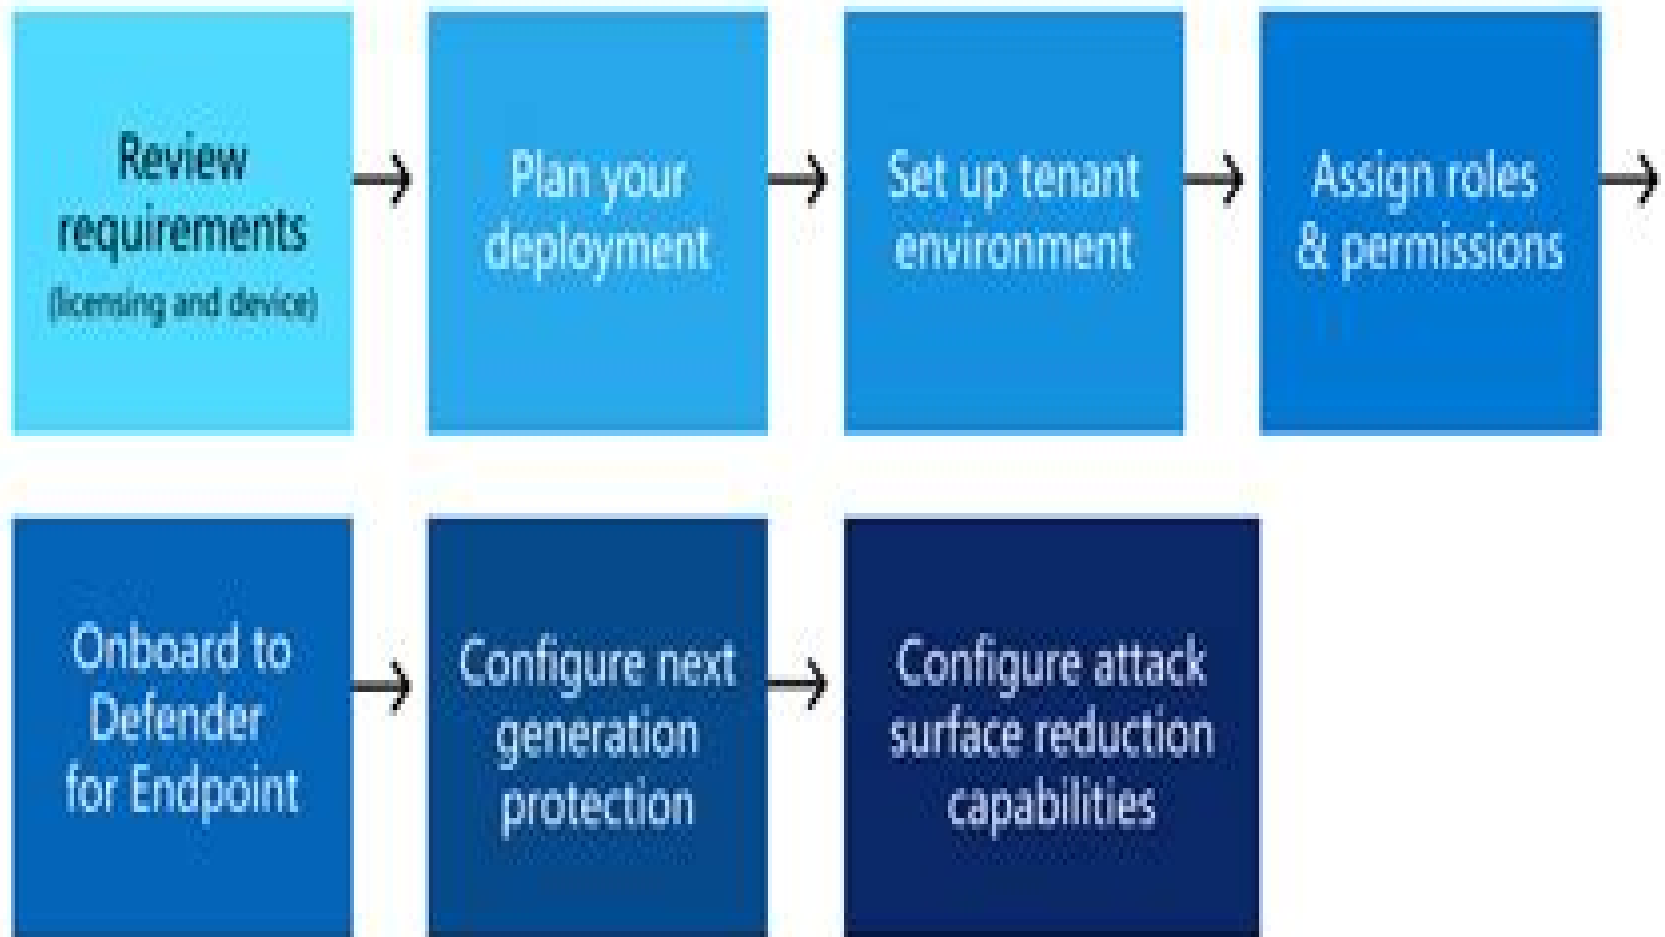 Review
requirements
(licensing and device)
Plan your
deployment
Set up tenant
environment
Assign roles
& permissions
Onboard to
Defender
for Endpoint
Configure next
generation
protection
Configure attack
surface reduction
capabilities